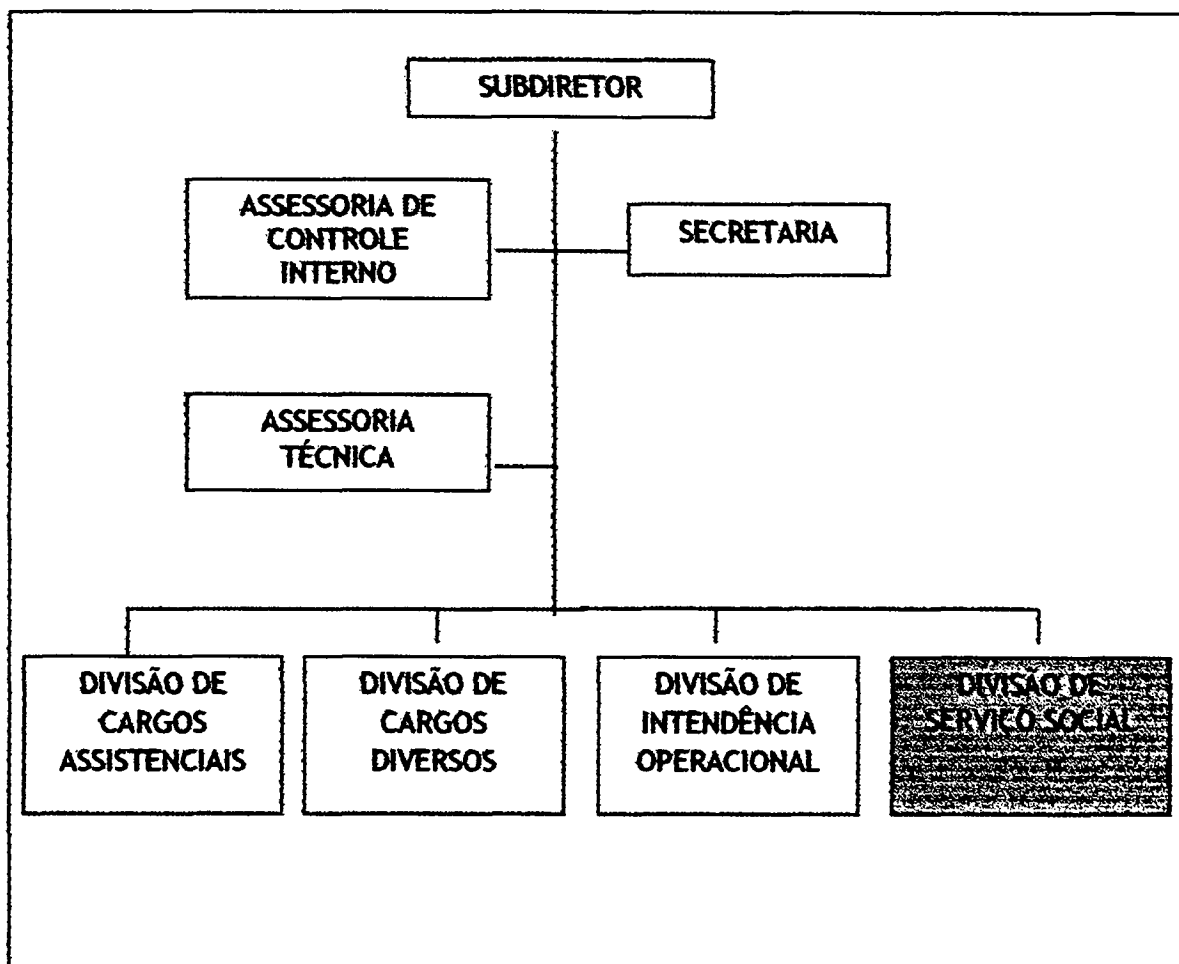 SUBDIRETOR
ASSESSORIA DE
CONTROLE
INTERNO
SECRETARIA
ASSESSORIA
TÉCNICA
DIVISÃO DE
CARGOS
ASSISTENCIAIS
DIVISÃO DE
CARGOS
DIVERSOS
DIVISÃO DE
INTENDÊNCIA
OPERACIONAL
DIVISÃO DE
SERVIÇO SOCIAL